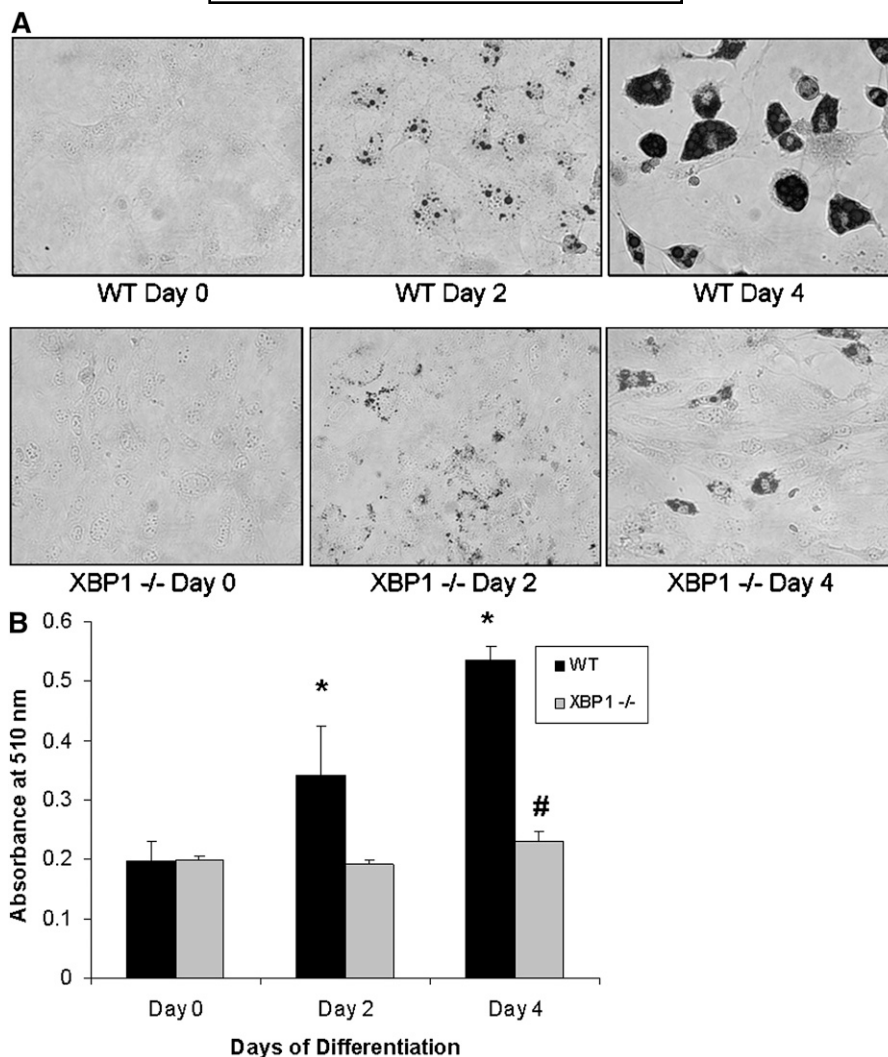 A
WT Day 0 WT Day 2 WT Day 4
XBP1 -/- Day 0 XBP1 -/- Day 2 XBP1 -/- Day 4
B
0.6
0.5
0.4
0.3
0.2
0.1
0
Absorbance at 510 nm
* *
#
WT
XBP1 -/-
Day 0 Day 2 Day 4
Days of Differentiation